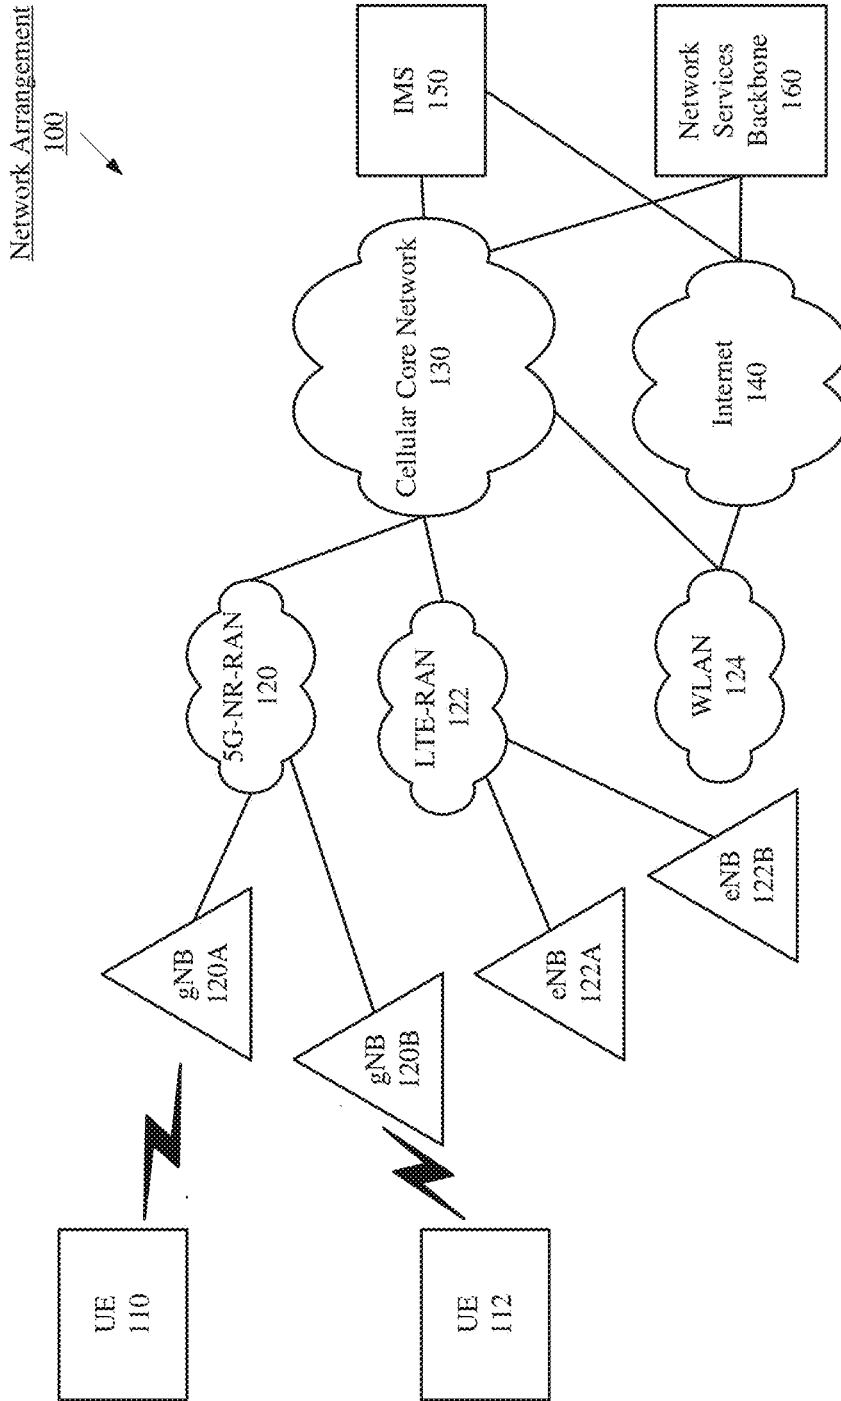 Network Arrangement
100
UE
110
UE
112
gNB
120A
gNB
120B
eNB
122A
eNB
122B
5G-NR-RAN
120
LTE-RAN
122
WLAN
124
Cellular Core Network
130
Internet
140
IMS
150
Network
Services
Backbone
160